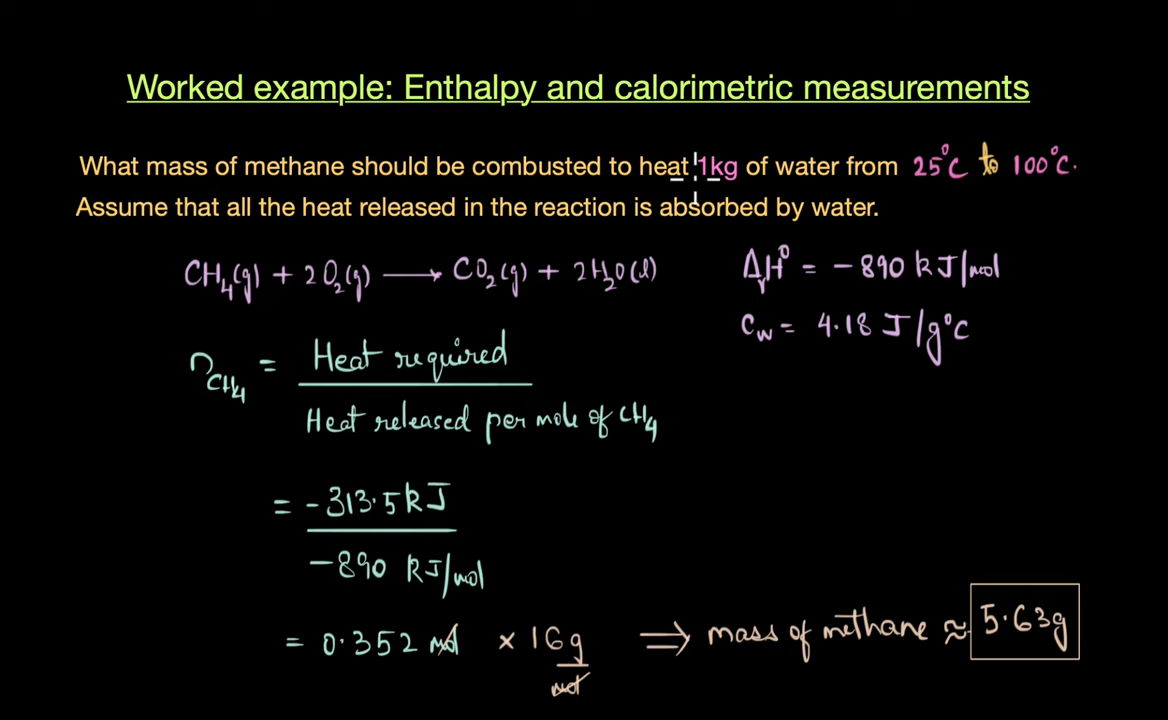 Worked example: Enthalpy and calorimetric measurements
What mass of methane should be combusted to heat 1kg of water from 25°C to 100°C.
Assume that all the heat released in the reaction is absorbed by water.
CH₄(g) + 2O₂(g) ⟶ CO₂(g) + 2H₂O(l)
ΔᵣH° = -890 kJ/mol
C_w = 4.18 J/g°C
n_CH₄ = Heat required
Heat released per mole of CH₄
= -313.5 kJ
-890 kJ/mol
= 0.352 mol × 16 g/mol ⟹ mass of methane ≈ 5.63g